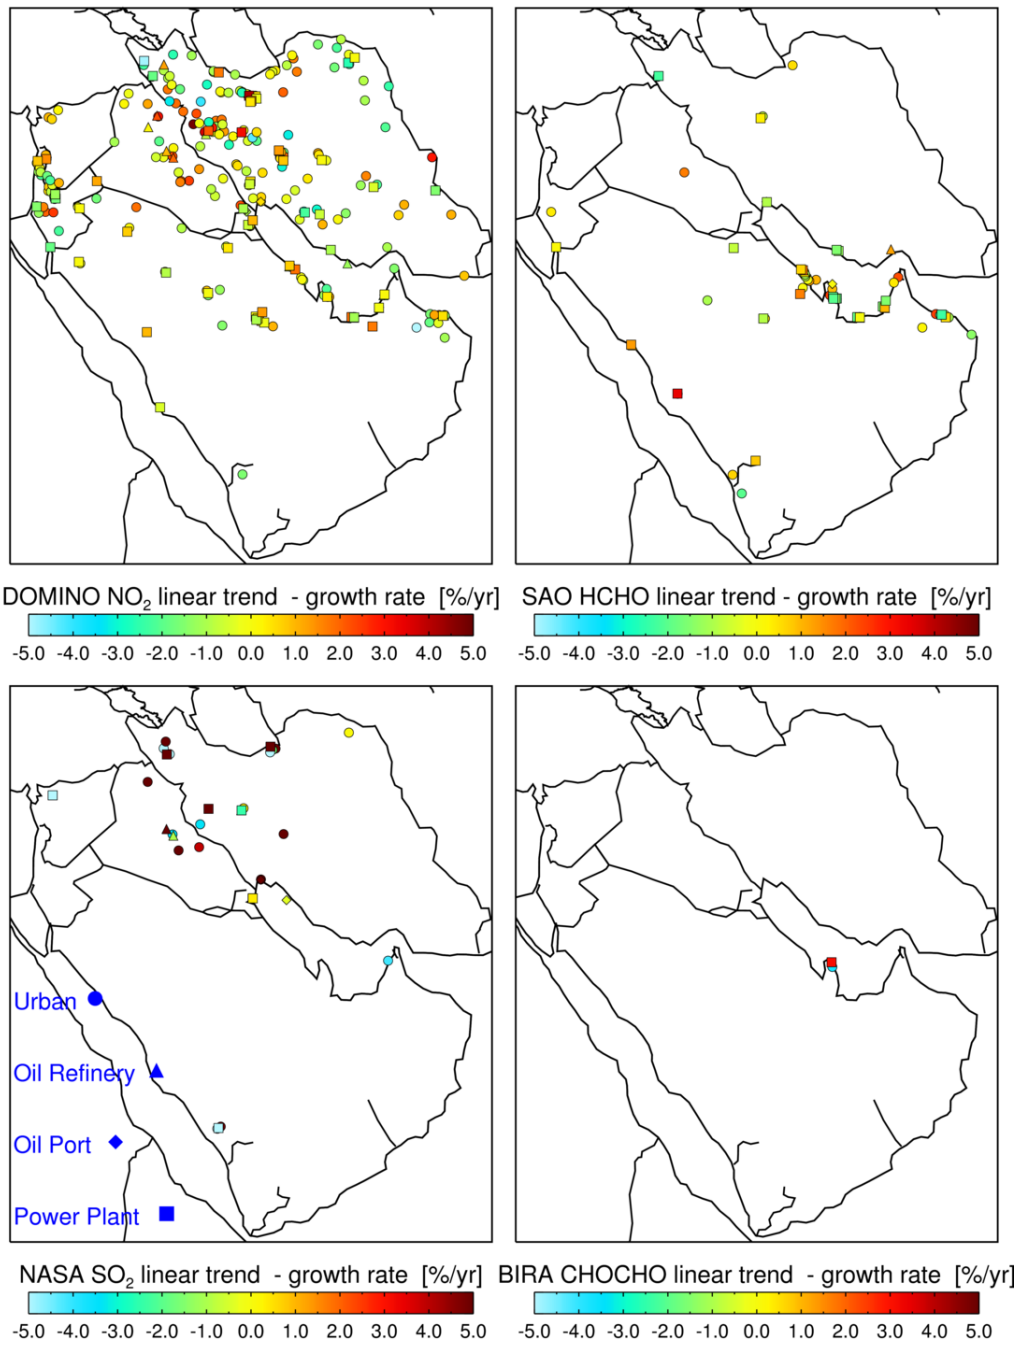 DOMINO NO₂ linear trend - growth rate [%/yr]
-5.0 -4.0 -3.0 -2.0 -1.0 0.0 1.0 2.0 3.0 4.0 5.0
SAO HCHO linear trend - growth rate [%/yr]
-5.0 -4.0 -3.0 -2.0 -1.0 0.0 1.0 2.0 3.0 4.0 5.0
Urban
Oil Refinery
Oil Port
Power Plant
NASA SO₂ linear trend - growth rate [%/yr]
-5.0 -4.0 -3.0 -2.0 -1.0 0.0 1.0 2.0 3.0 4.0 5.0
BIRA CHOCHO linear trend - growth rate [%/yr]
-5.0 -4.0 -3.0 -2.0 -1.0 0.0 1.0 2.0 3.0 4.0 5.0